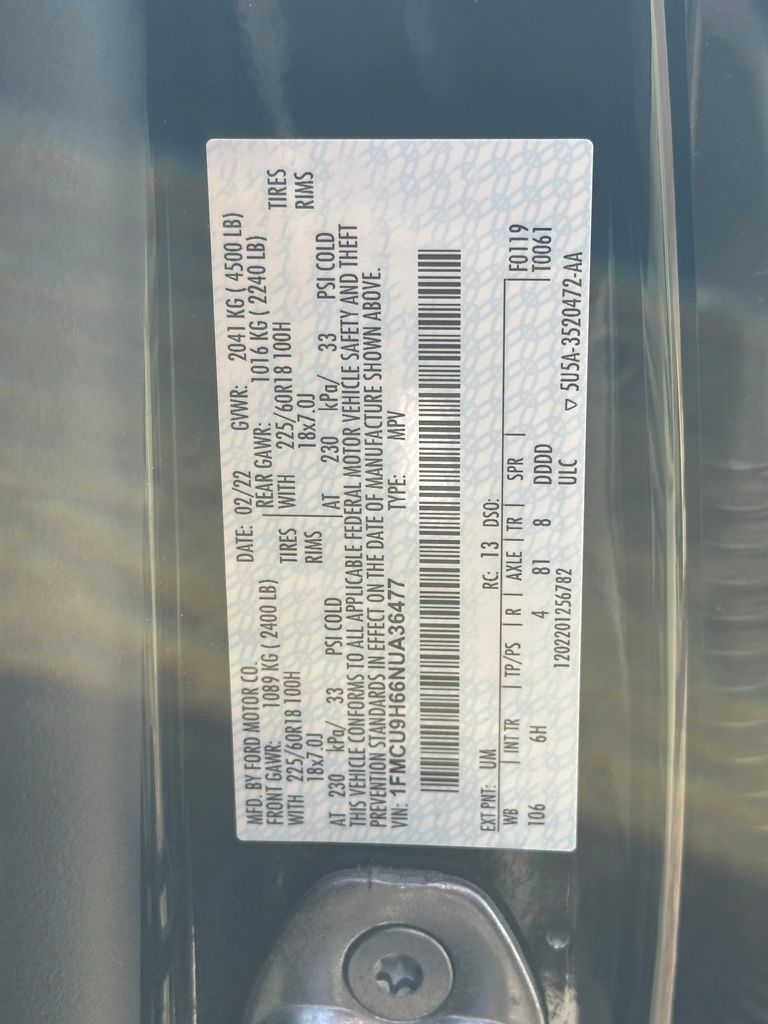 MFD. BY FORD MOTOR CO.
DATE: 02/22 GVWR: 2041 KG ( 4500 LB)
FRONT GAWR: 1089 KG ( 2400 LB) REAR GAWR: 1016 KG ( 2240 LB)
WITH 225/60R18 100H TIRES WITH 225/60R18 100H TIRES
18x7.0J RIMS 18x7.0J RIMS
AT 230 kPa/ 33 PSI COLD AT 230 kPa/ 33 PSI COLD
THIS VEHICLE CONFORMS TO ALL APPLICABLE FEDERAL MOTOR VEHICLE SAFETY AND THEFT
PREVENTION STANDARDS IN EFFECT ON THE DATE OF MANUFACTURE SHOWN ABOVE.
VIN: 1FMCU9H66NUA36477 TYPE: MPV
EXT PNT: UM RC: 13 DSO:
WB | INT TR | TP/PS | R | AXLE | TR | SPR | F0119
106 6H 4 81 8 DDDD T0061
1202201256782 ULC ▽ 5U5A-3520472-AA